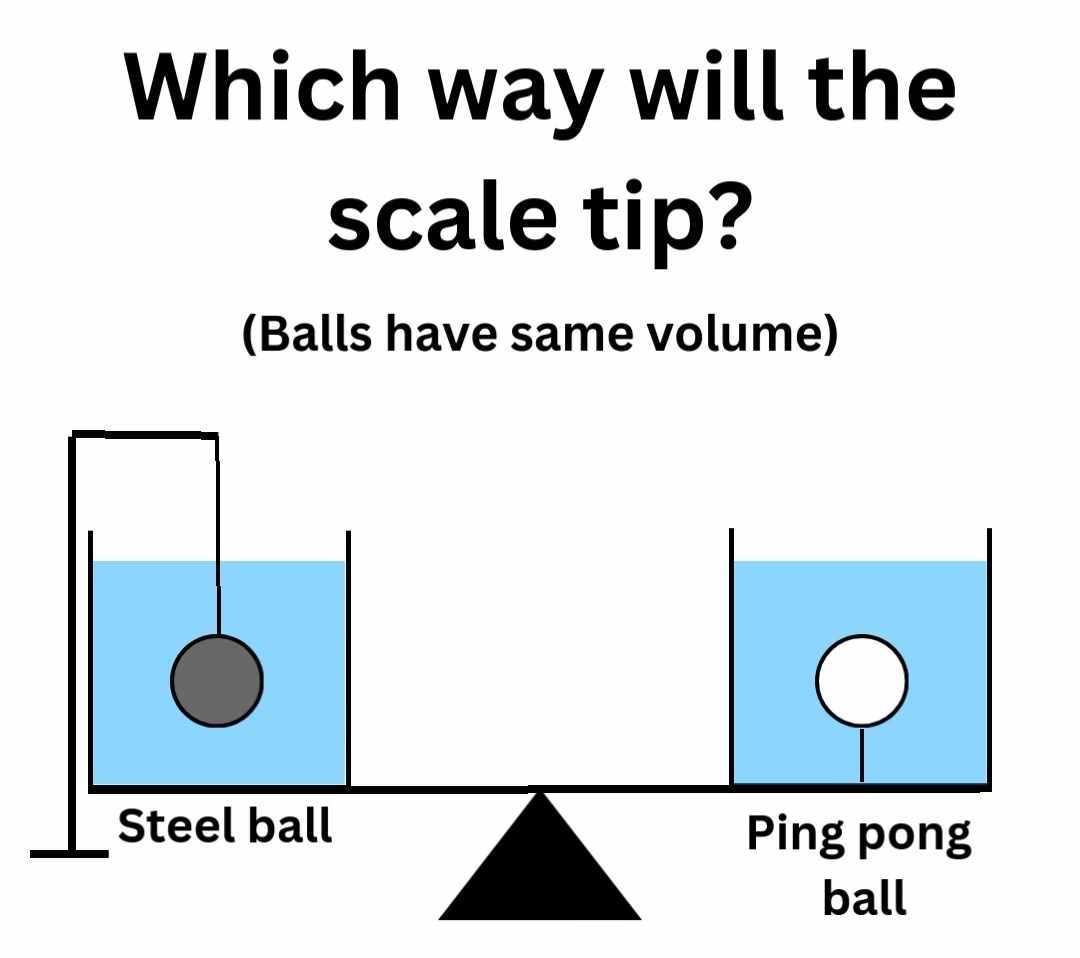 Which way will the
scale tip?
(Balls have same volume)
Steel ball
Ping pong
ball